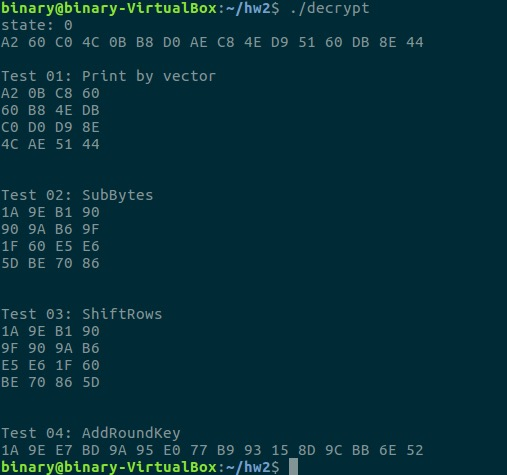 binary@binary-VirtualBox:~/hw2$ ./decrypt
state: 0
A2 60 C0 4C 0B B8 D0 AE C8 4E D9 51 60 DB 8E 44
Test 01: Print by vector
A2 0B C8 60
60 B8 4E DB
C0 D0 D9 8E
4C AE 51 44
Test 02: SubBytes
1A 9E B1 90
90 9A B6 9F
1F 60 E5 E6
5D BE 70 86
Test 03: ShiftRows
1A 9E B1 90
9F 90 9A B6
E5 E6 1F 60
BE 70 86 5D
Test 04: AddRoundKey
1A 9E E7 BD 9A 95 E0 77 B9 93 15 8D 9C BB 6E 52
binary@binary-VirtualBox:~/hw2$